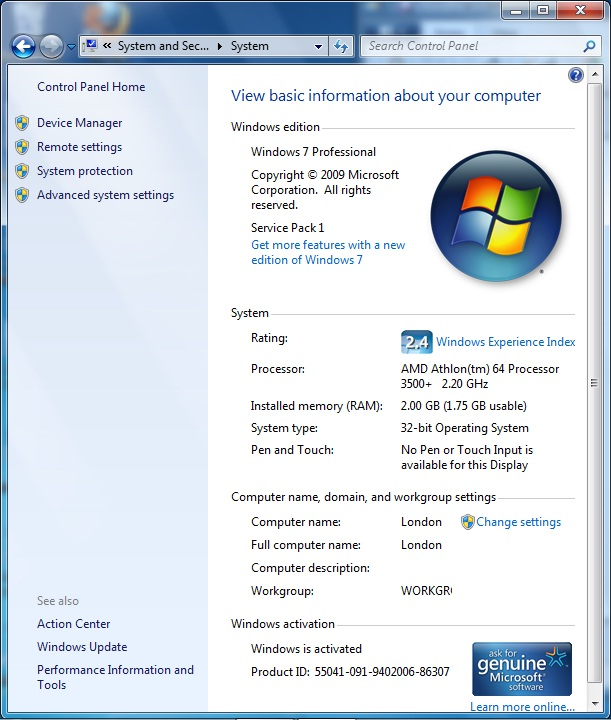 « System and Sec... System
Search Control Panel
Control Panel Home
Device Manager
Remote settings
System protection
Advanced system settings
See also
Action Center
Windows Update
Performance Information and
Tools
View basic information about your computer
Windows edition
Windows 7 Professional
Copyright © 2009 Microsoft
Corporation. All rights
reserved.
Service Pack 1
Get more features with a new
edition of Windows 7
System
Rating: 2.4 Windows Experience Index
Processor: AMD Athlon(tm) 64 Processor
3500+ 2.20 GHz
Installed memory (RAM): 2.00 GB (1.75 GB usable)
System type: 32-bit Operating System
Pen and Touch: No Pen or Touch Input is
available for this Display
Computer name, domain, and workgroup settings
Computer name: London Change settings
Full computer name: London
Computer description:
Workgroup: WORKGR
Windows activation
Windows is activated
Product ID: 55041-091-9402006-86307
ask for
genuine
Microsoft
software
Learn more online...